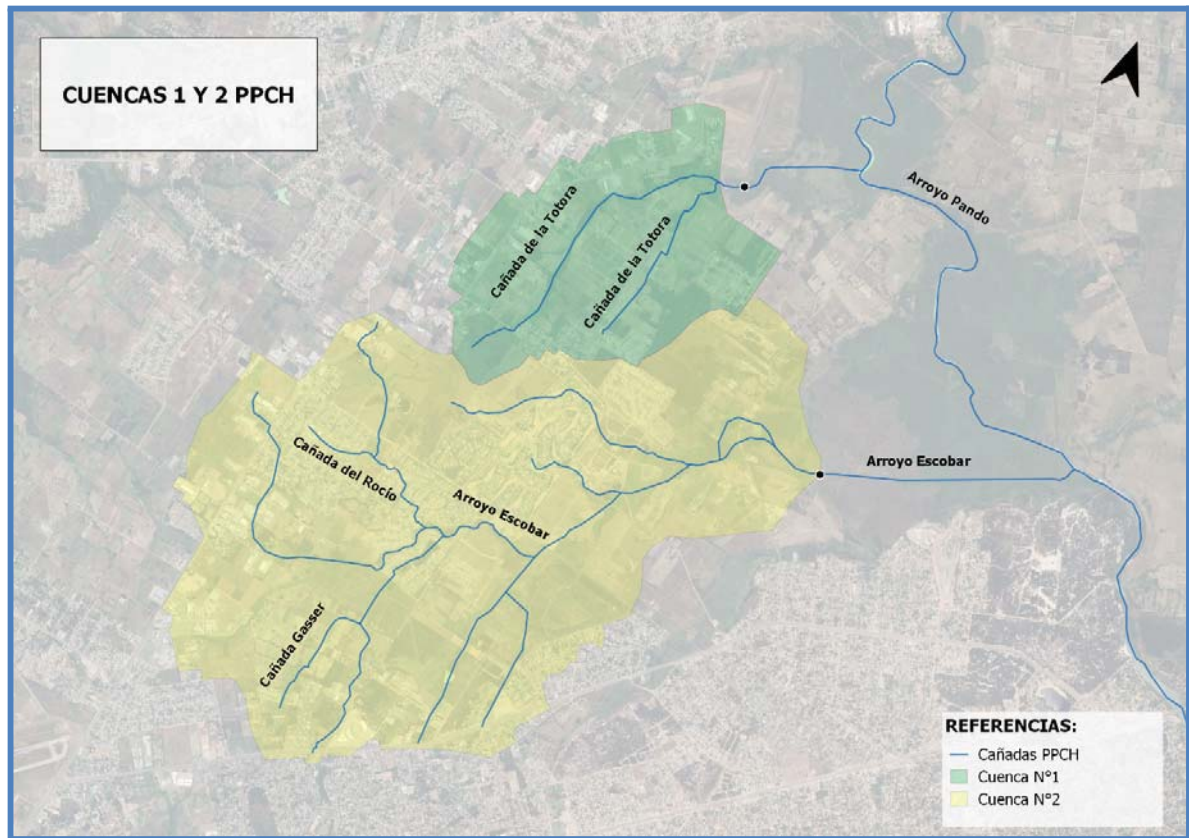 CUENCAS 1 Y 2 PPCH
Cañada de la Totora
Cañada de la Totora
Arroyo Pando
Cañada del Rocío
Arroyo Escobar
Arroyo Escobar
Cañada Gasser
REFERENCIAS:
Cañadas PPCH
Cuenca N°1
Cuenca N°2